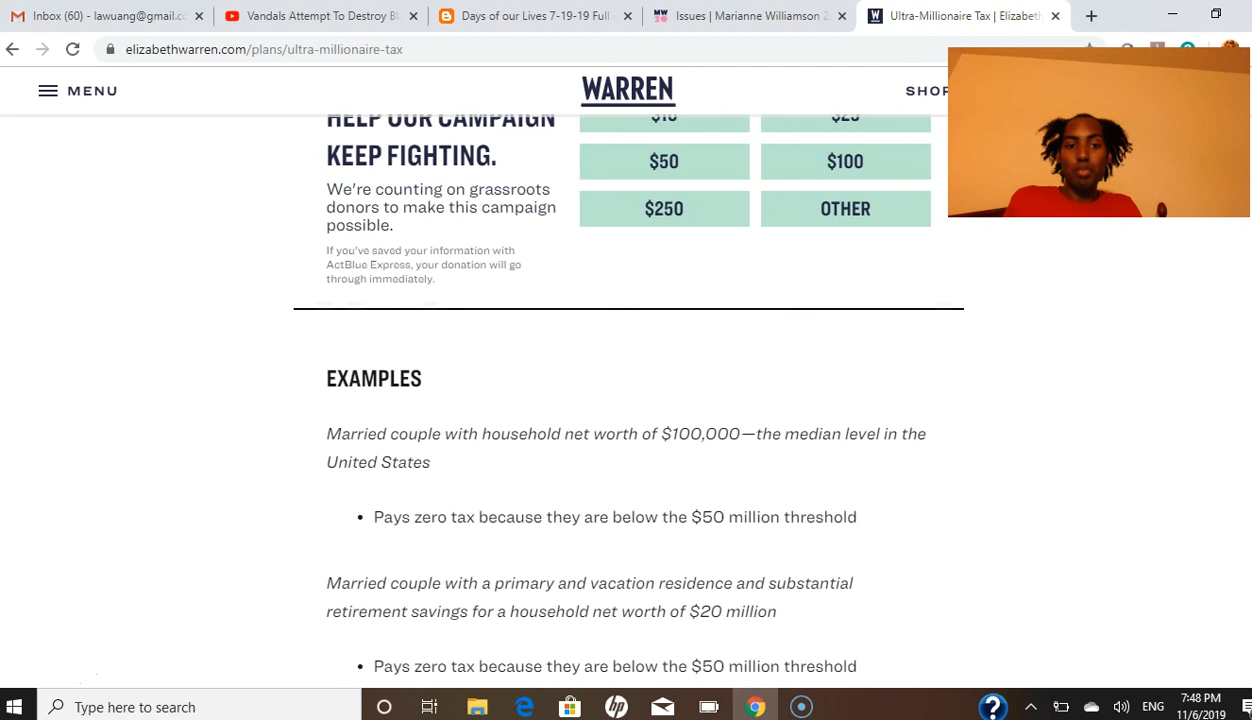 Inbox (60) - lawuang@gmail.cc
Vandals Attempt To Destroy Bl
Days of our Lives 7-19-19 Full
Issues | Marianne Williamson 2
Ultra-Millionaire Tax | Elizabeth
elizabethwarren.com/plans/ultra-millionaire-tax
MENU
WARREN
SHOP
HELP OUR CAMPAIGN
KEEP FIGHTING.
We're counting on grassroots
donors to make this campaign
possible.
If you've saved your information with
ActBlue Express, your donation will go
through immediately.
$10 $25
$50 $100
$250 OTHER
EXAMPLES
Married couple with household net worth of $100,000—the median level in the
United States
• Pays zero tax because they are below the $50 million threshold
Married couple with a primary and vacation residence and substantial
retirement savings for a household net worth of $20 million
• Pays zero tax because they are below the $50 million threshold
Type here to search
ENG
7:48 PM
11/6/2019